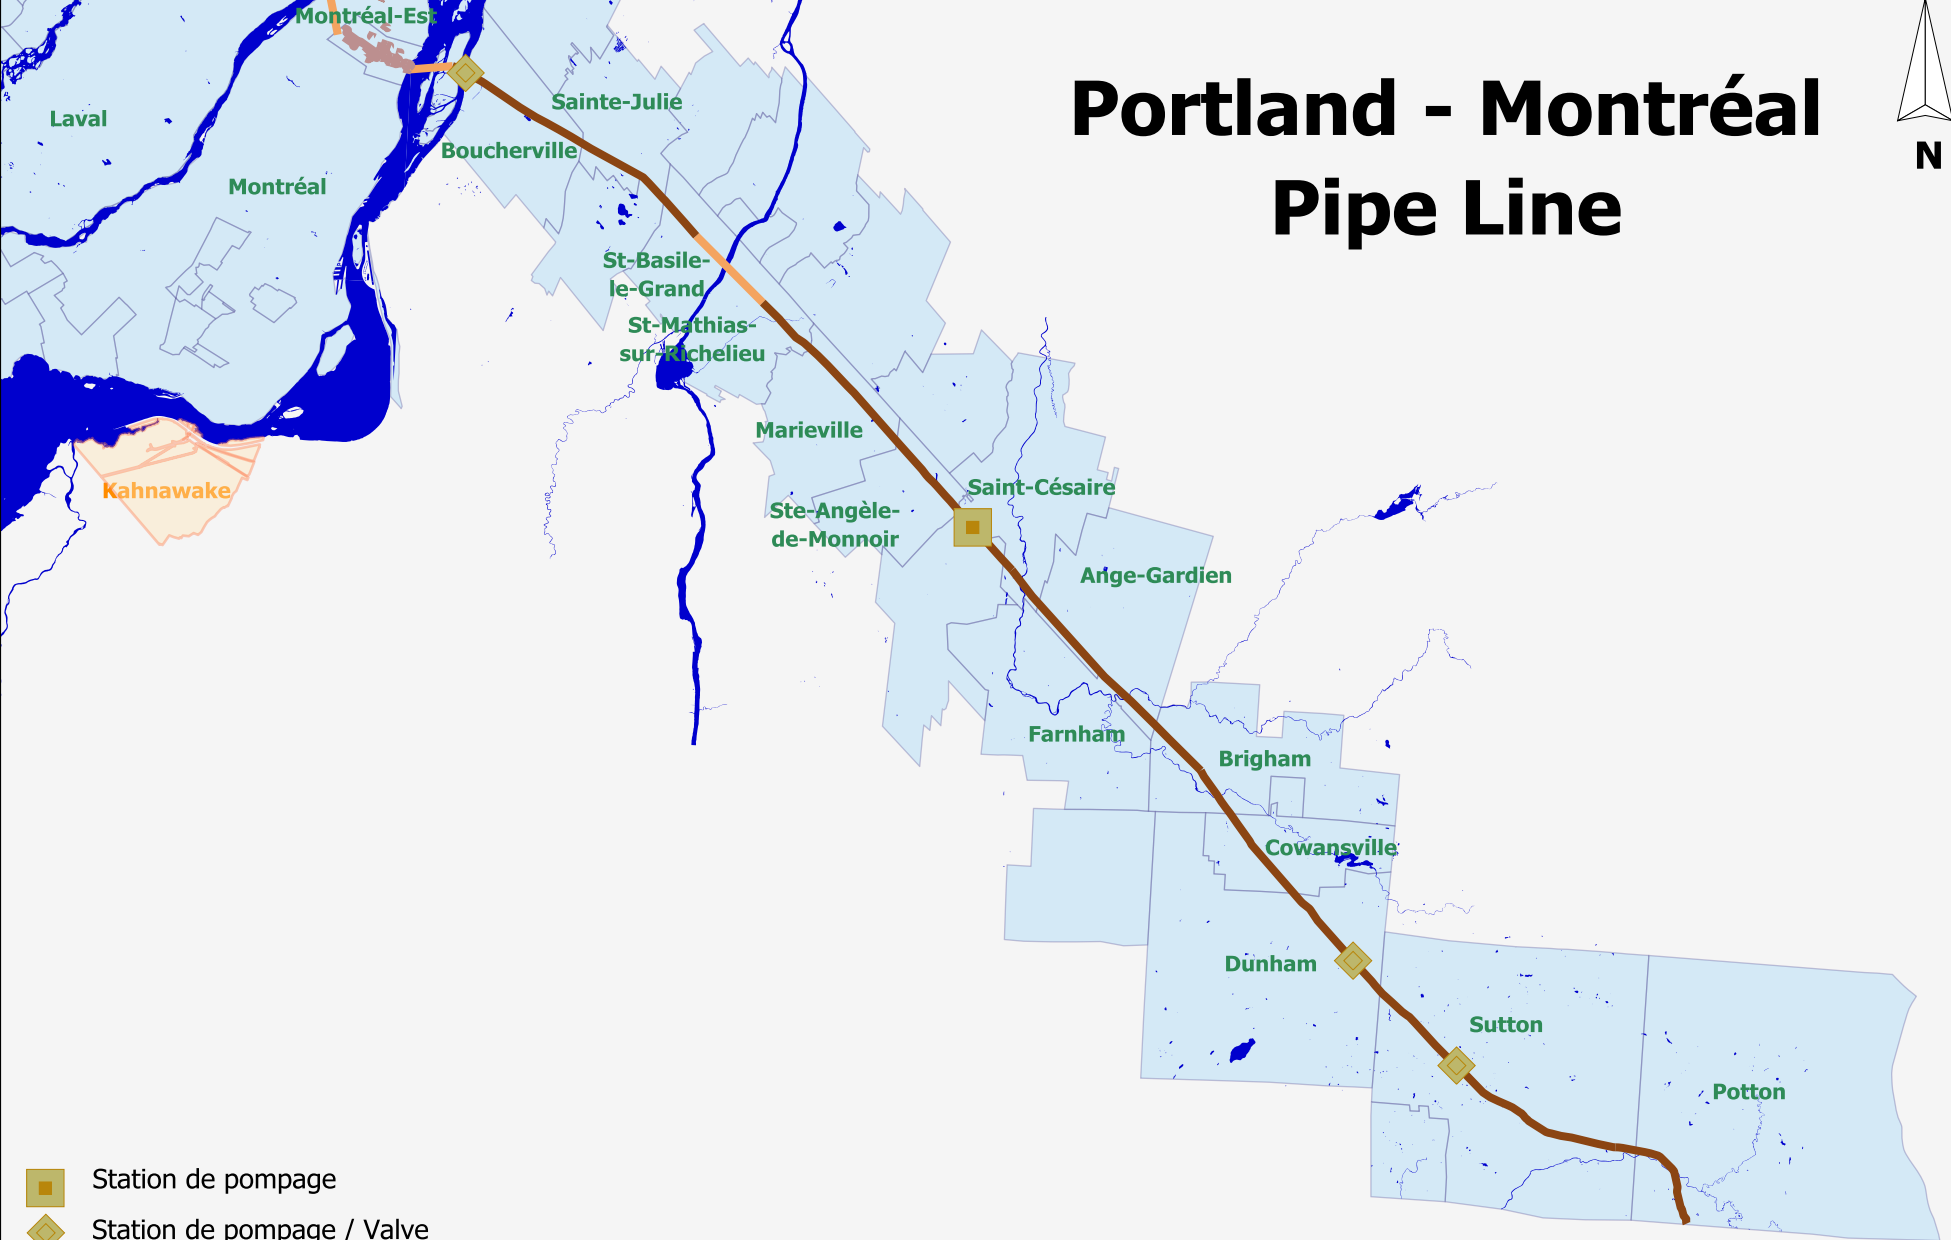 Montréal-Est
Portland - Montréal
Pipe Line
N
Laval
Sainte-Julie
Boucherville
Montréal
St-Basile-
le-Grand
St-Mathias-
sur-Richelieu
Marieville
Kahnawake
Saint-Césaire
Ste-Angèle-
de-Monnoir
Ange-Gardien
Farnham
Brigham
Cowansville
Dunham
Sutton
Potton
Station de pompage
Station de pompage / Valve